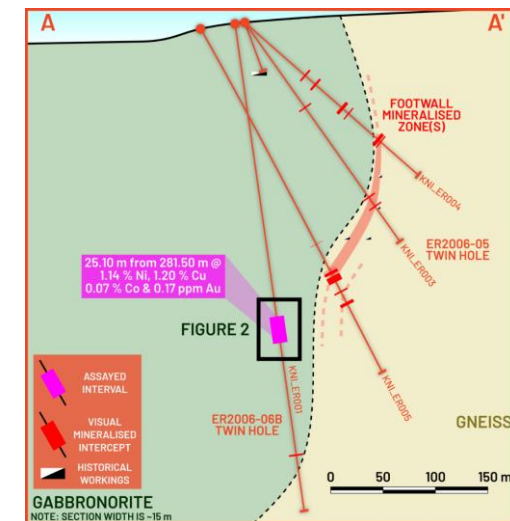 A
A'
FOOTWALL
MINERALISED
ZONE(S)
KNI_ER004
ER2006-05
TWIN HOLE
KNI_ER003
25.10 m from 281.50 m @
1.14 % Ni, 1.20 % Cu
0.07 % Co & 0.17 ppm Au
FIGURE 2
KNI_ER001
KNI_ER005
ER2006-06B
TWIN HOLE
GNEISS
ASSAYED
INTERVAL
VISUAL
MINERALISED
INTERCEPT
HISTORICAL
WORKINGS
0 50 100 150 m
GABBRONORITE
NOTE: SECTION WIDTH IS ~15 m